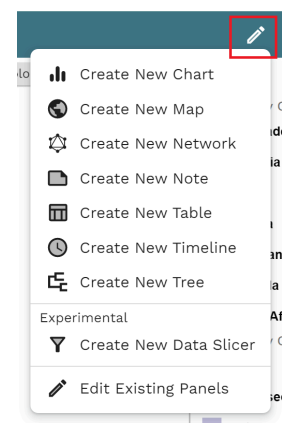 Create New Chart
Create New Map
Create New Network
Create New Note
Create New Table
Create New Timeline
Create New Tree
Experimental
Create New Data Slicer
Edit Existing Panels